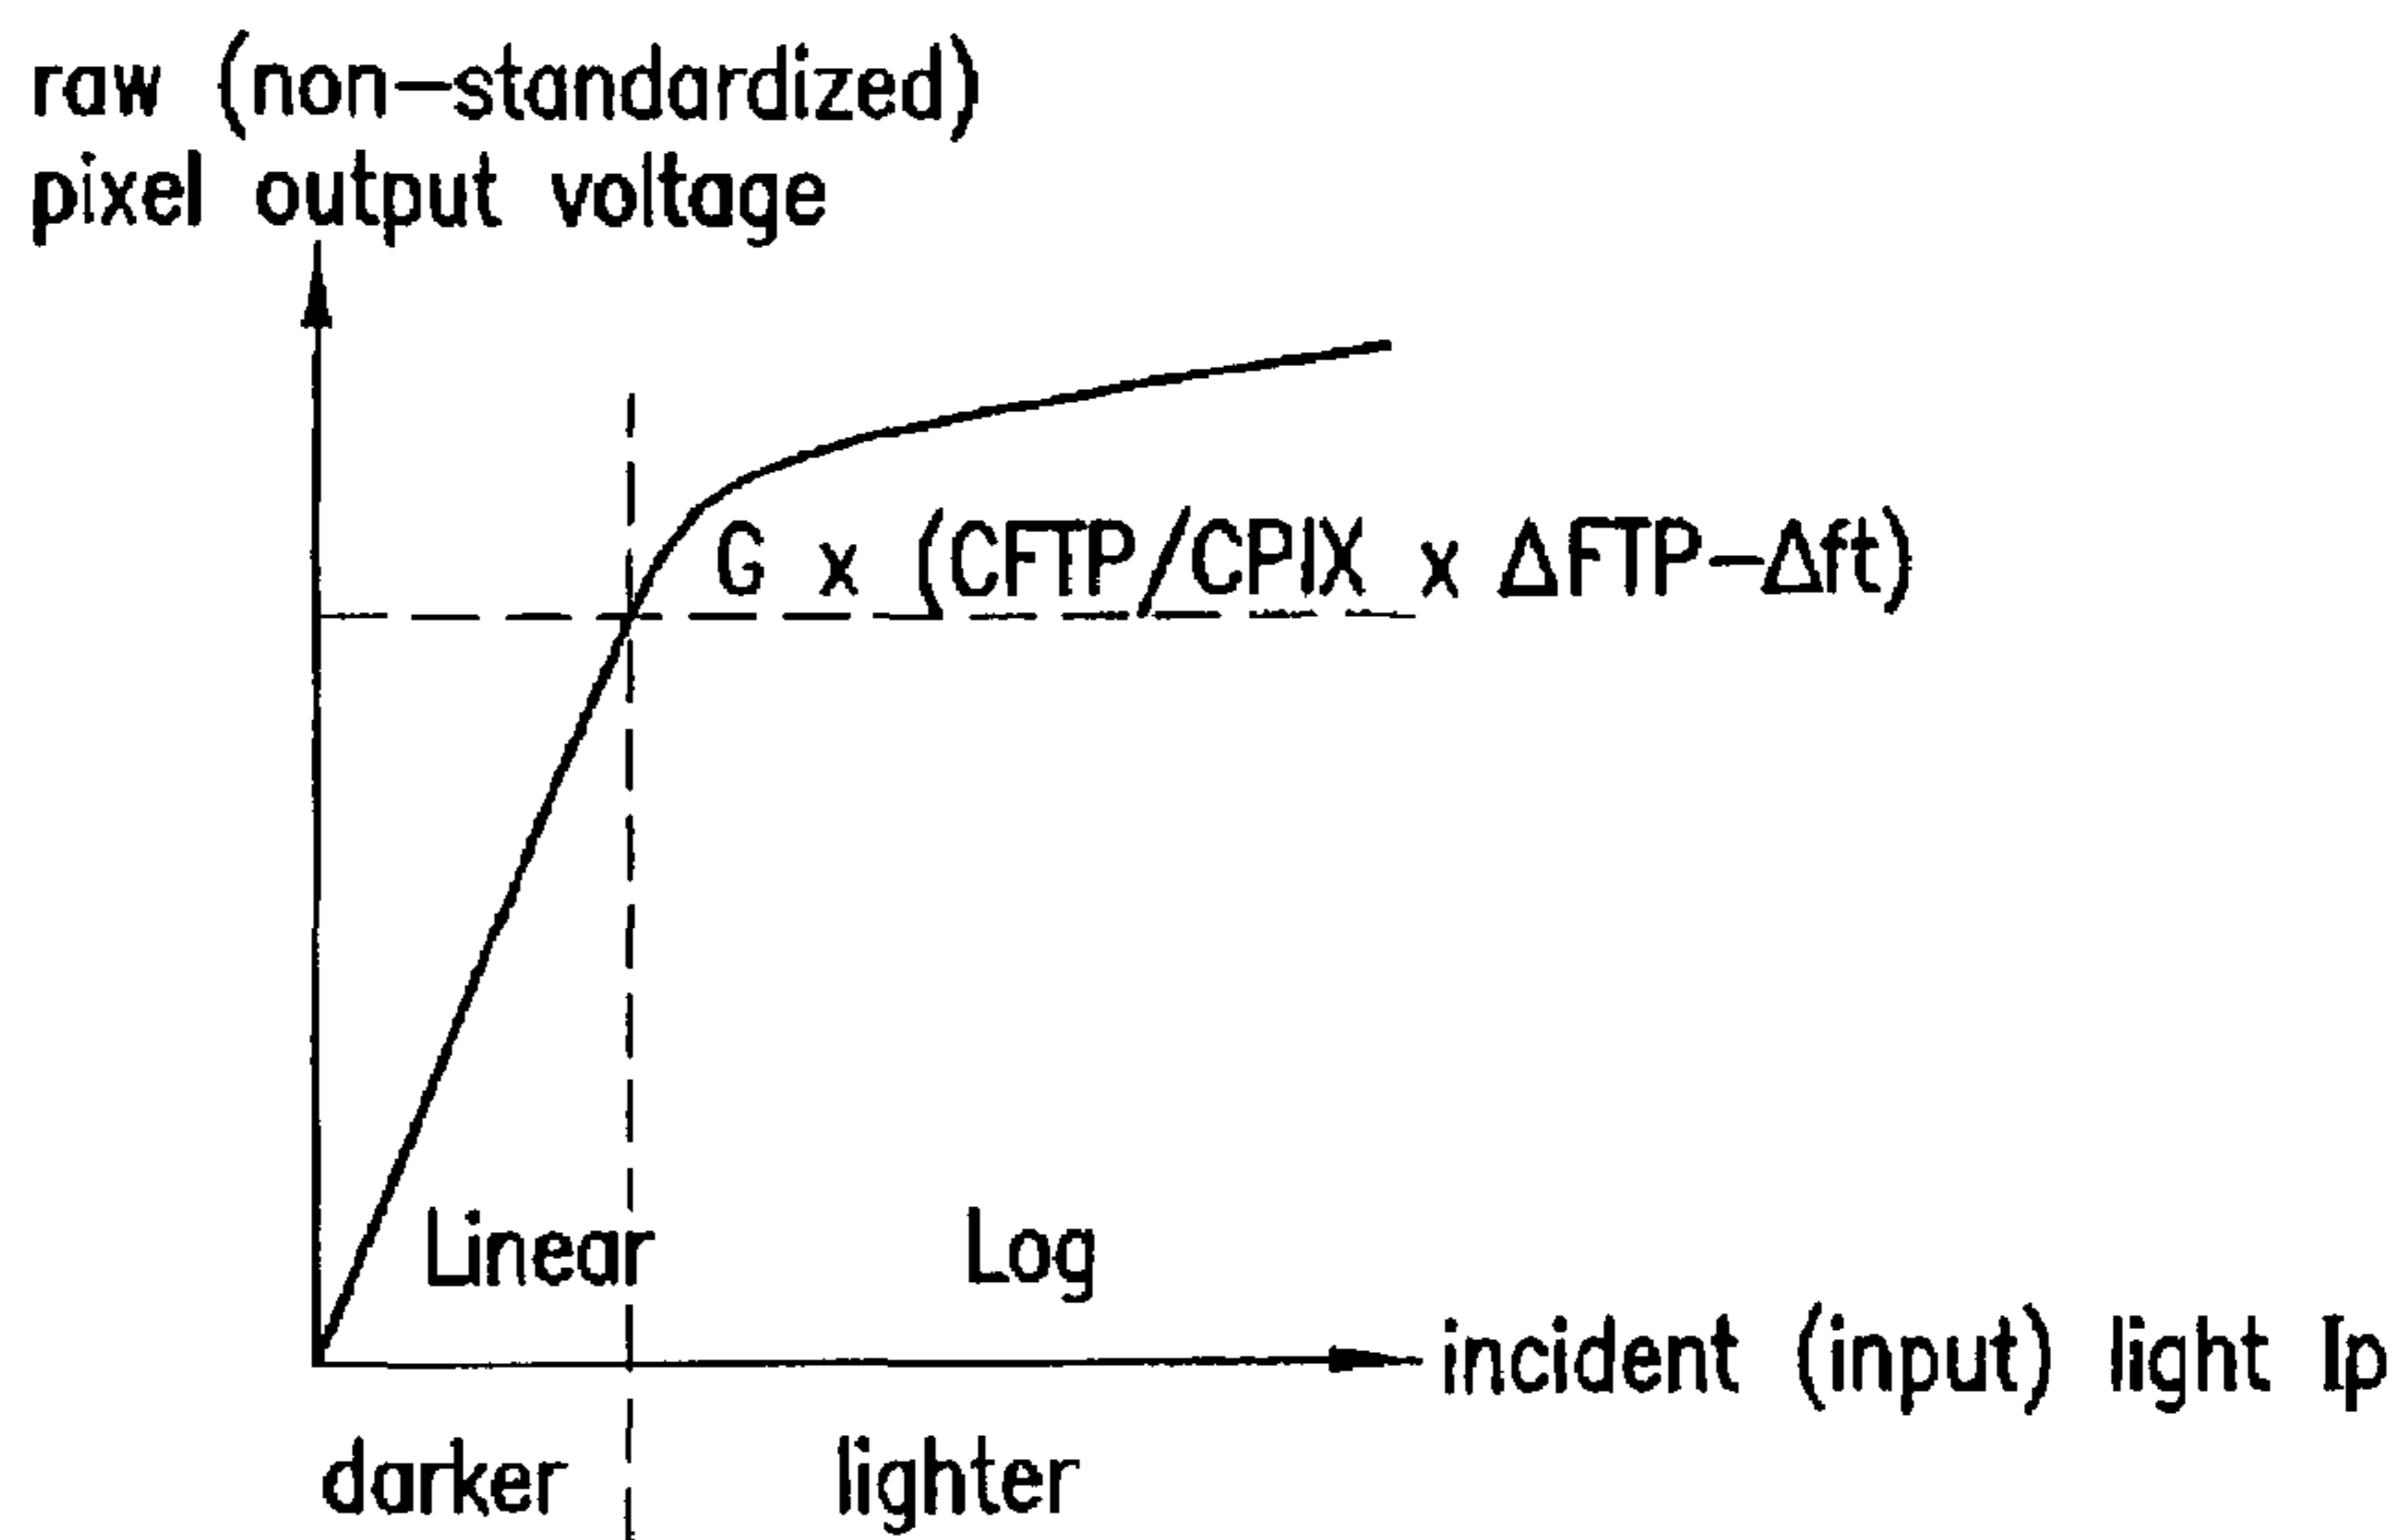 raw (non-standardized)
pixel output voltage
G x (CFTP/CPIX x ΔFTP-Δft)
Linear
Log
incident (input) light Ip
darker
lighter